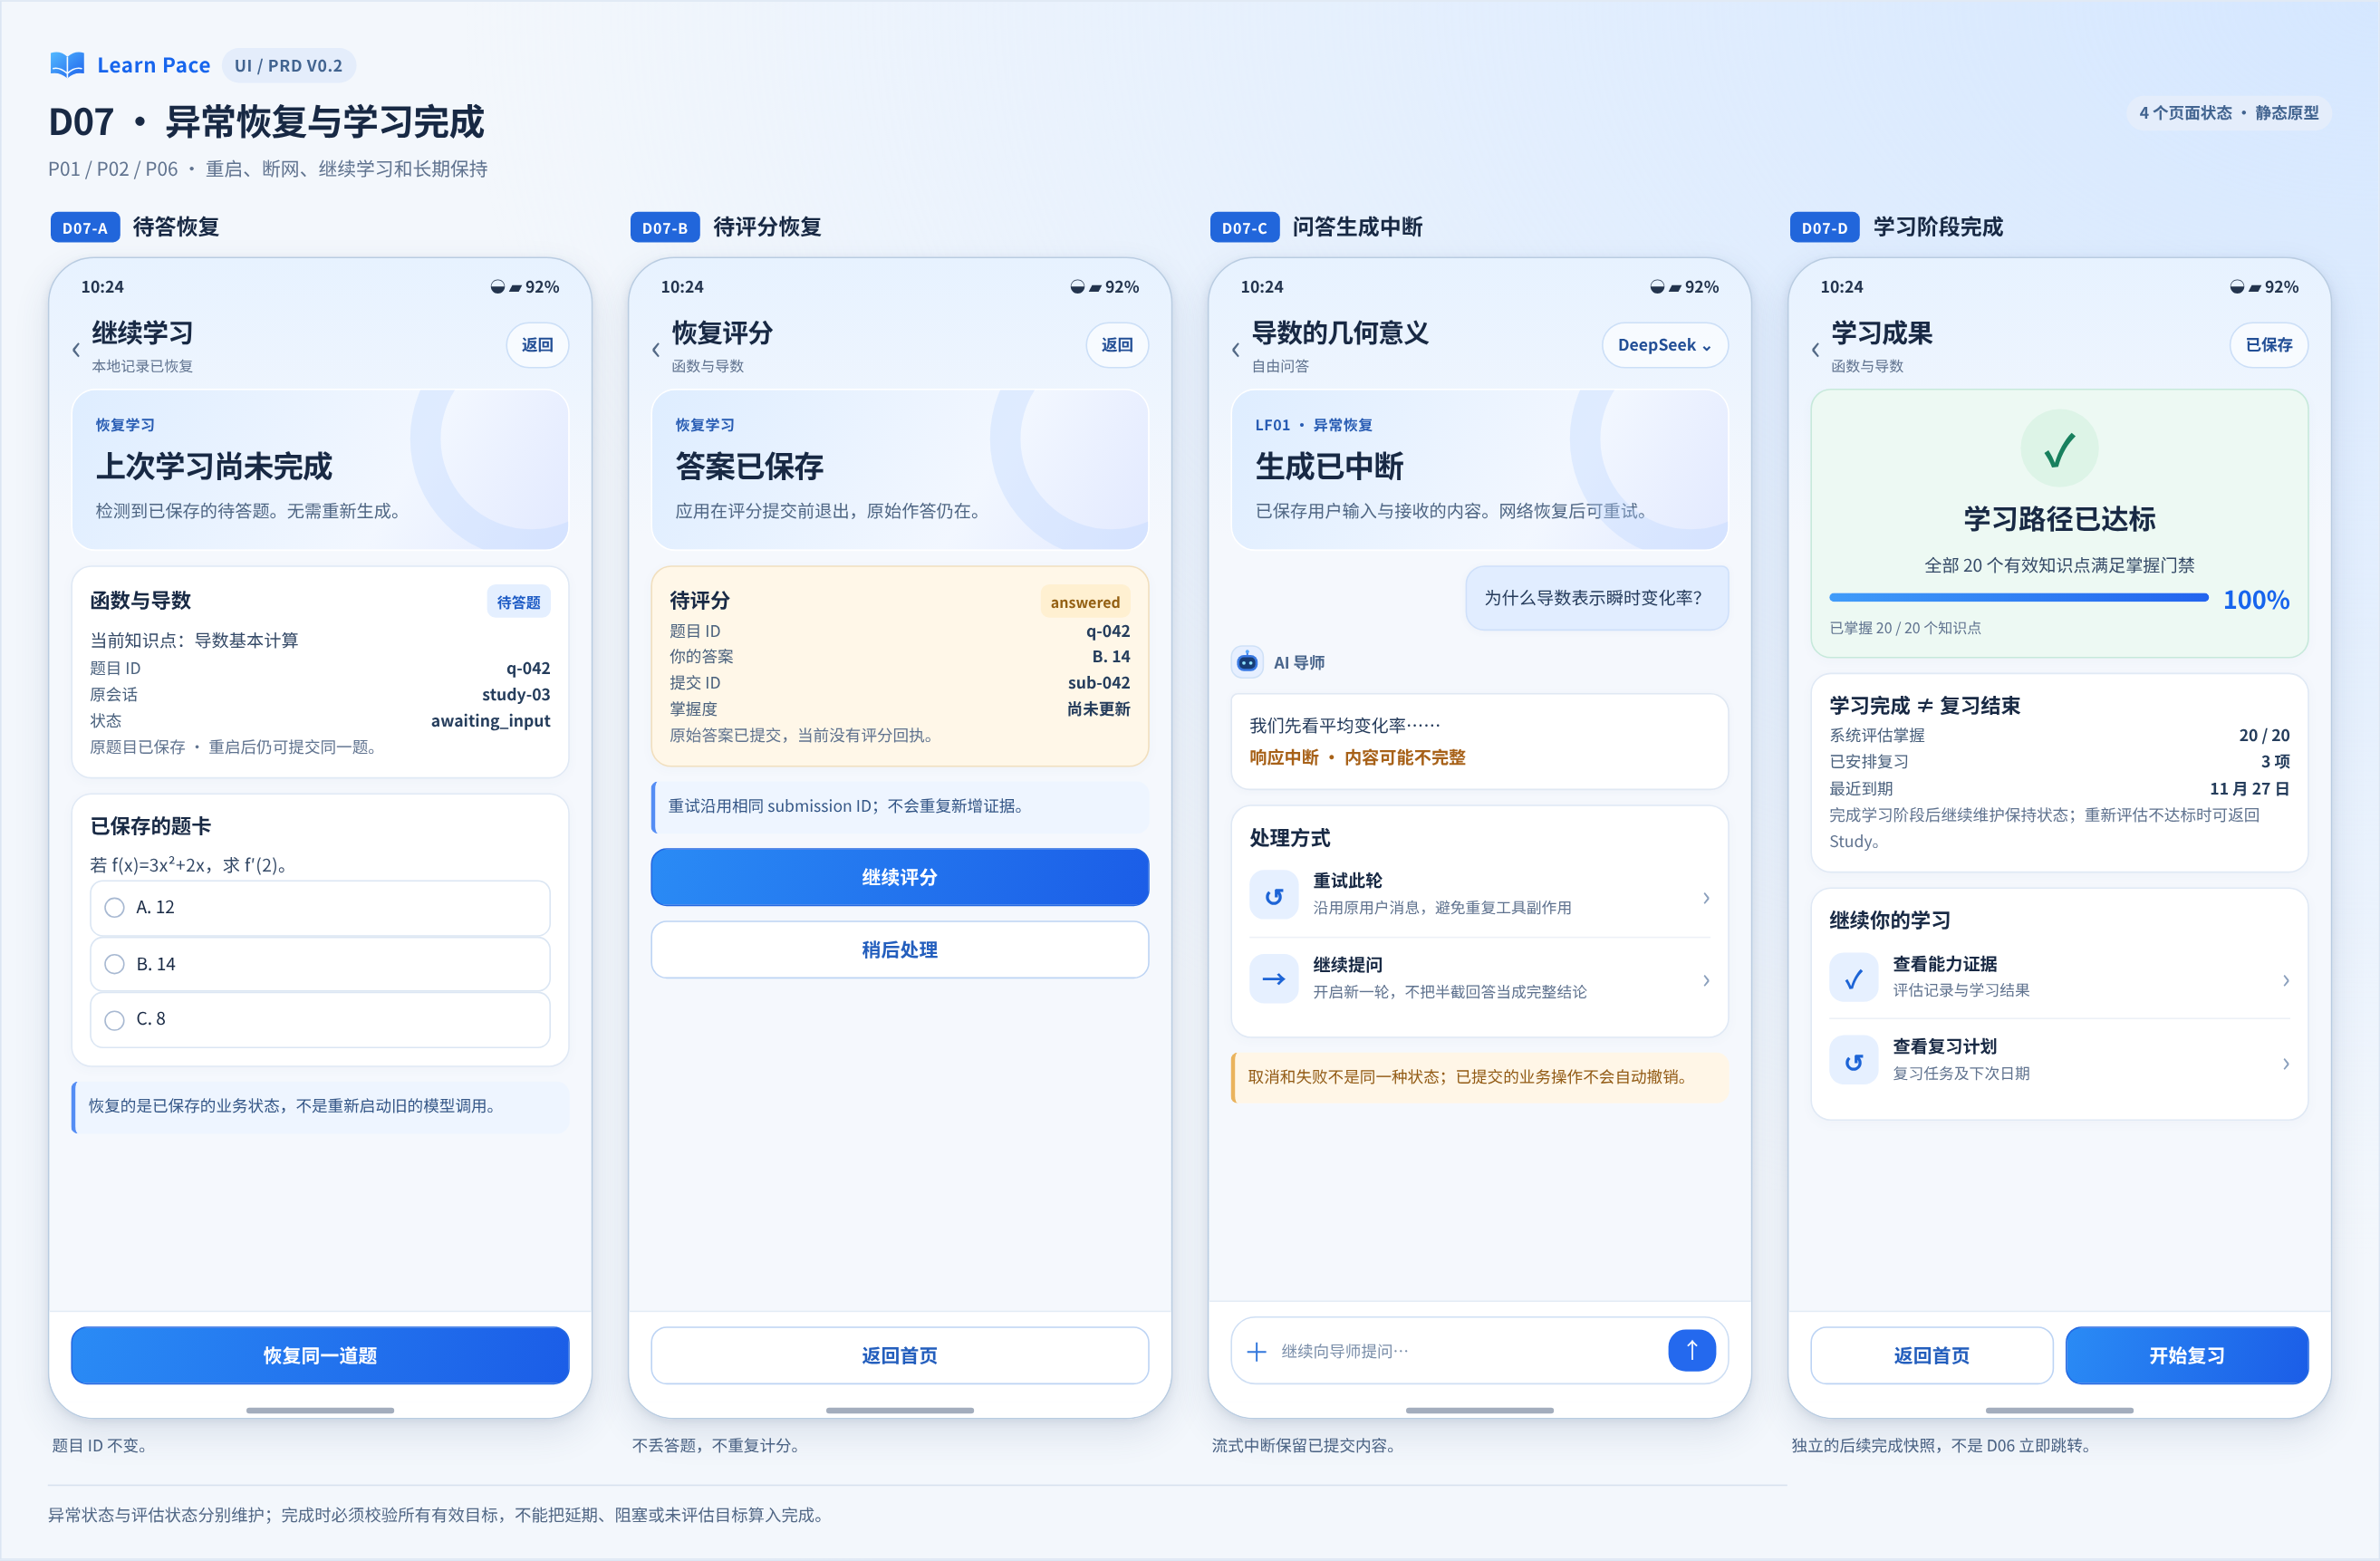 Learn Pace UI / PRD V0.2
D07 · 异常恢复与学习完成
4 个页面状态 · 静态原型
P01 / P02 / P06 · 重启、断网、继续学习和长期保持
D07-A 待答恢复
10:24 92%
‹ 继续学习
本地记录已恢复
返回
恢复学习
上次学习尚未完成
检测到已保存的待答题。无需重新生成。
函数与导数 待答题
当前知识点：导数基本计算
题目 ID q-042
原会话 study-03
状态 awaiting_input
原题目已保存 · 重启后仍可提交同一题。
已保存的题卡
若 f(x)=3x²+2x，求 f′(2)。
A. 12
B. 14
C. 8
恢复的是已保存的业务状态，不是重新启动旧的模型调用。
恢复同一道题
题目 ID 不变。
D07-B 待评分恢复
10:24 92%
‹ 恢复评分
函数与导数
返回
恢复学习
答案已保存
应用在评分提交前退出，原始作答仍在。
待评分 answered
题目 ID q-042
你的答案 B. 14
提交 ID sub-042
掌握度 尚未更新
原始答案已提交，当前没有评分回执。
重试沿用相同 submission ID；不会重复新增证据。
继续评分
稍后处理
返回首页
不丢答题，不重复计分。
D07-C 问答生成中断
10:24 92%
‹ 导数的几何意义
自由问答
DeepSeek ⌄
LF01 · 异常恢复
生成已中断
已保存用户输入与接收的内容。网络恢复后可重试。
为什么导数表示瞬时变化率？
AI 导师
我们先看平均变化率……
响应中断 · 内容可能不完整
处理方式
↺ 重试此轮 ›
沿用原用户消息，避免重复工具副作用
→ 继续提问 ›
开启新一轮，不把半截回答当成完整结论
取消和失败不是同一种状态；已提交的业务操作不会自动撤销。
＋ 继续向导师提问… ↑
流式中断保留已提交内容。
D07-D 学习阶段完成
10:24 92%
‹ 学习成果
函数与导数
已保存
✓
学习路径已达标
全部 20 个有效知识点满足掌握门禁
100%
已掌握 20 / 20 个知识点
学习完成 ≠ 复习结束
系统评估掌握 20 / 20
已安排复习 3 项
最近到期 11 月 27 日
完成学习阶段后继续维护保持状态；重新评估不达标时可返回
Study。
继续你的学习
✓ 查看能力证据 ›
评估记录与学习结果
↺ 查看复习计划 ›
复习任务及下次日期
返回首页 开始复习
独立的后续完成快照，不是 D06 立即跳转。
异常状态与评估状态分别维护；完成时必须校验所有有效目标，不能把延期、阻塞或未评估目标算入完成。